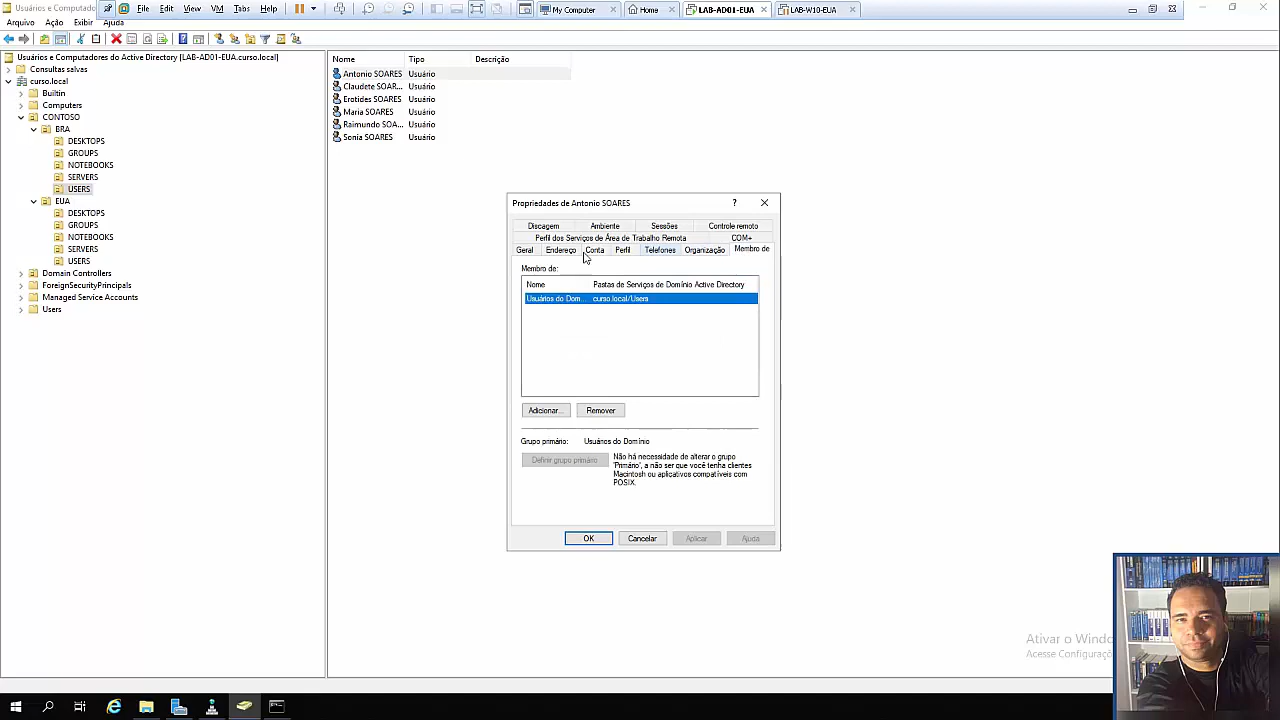 Usuários e Computadores do
File Edit View VM Tabs Help
My Computer
Home
LAB-AD01-EUA
LAB-W10-EUA
Arquivo Ação Exibir Ajuda
Usuários e Computadores do Active Directory [LAB-AD01-EUA.curso.local]
Consultas salvas
curso.local
Builtin
Computers
CONTOSO
BRA
DESKTOPS
GROUPS
NOTEBOOKS
SERVERS
USERS
EUA
DESKTOPS
GROUPS
NOTEBOOKS
SERVERS
USERS
Domain Controllers
ForeignSecurityPrincipals
Managed Service Accounts
Users
Nome Tipo Descrição
Antonio SOARES Usuário
Claudete SOAR... Usuário
Erotides SOARES Usuário
Maria SOARES Usuário
Raimundo SOA... Usuário
Sonia SOARES Usuário
Propriedades de Antonio SOARES ?
Discagem Ambiente Sessões Controle remoto
Perfil dos Serviços de Área de Trabalho Remota COM+
Geral Endereço Conta Perfil Telefones Organização Membro de
Membro de:
Nome Pastas de Serviços de Domínio Active Directory
Usuários do Dom... curso.local/Users
Adicionar... Remover
Grupo primário: Usuários do Domínio
Definir grupo primário
Não há necessidade de alterar o grupo
'Primário', a não ser que você tenha clientes
Macintosh ou aplicativos compatíveis com
POSIX.
OK Cancelar Aplicar Ajuda
Ativar o Windo
Acesse Configuraç